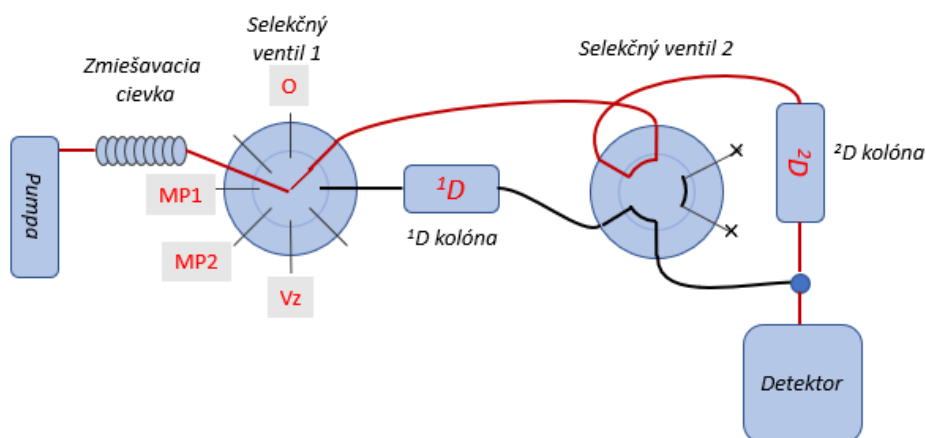 Selekčný
ventil 1
Selekčný ventil 2
Zmiešavacia
cievka
O
Pumpa
MP1
¹D
²D
²D kolóna
¹D kolóna
MP2
Vz
Detektor